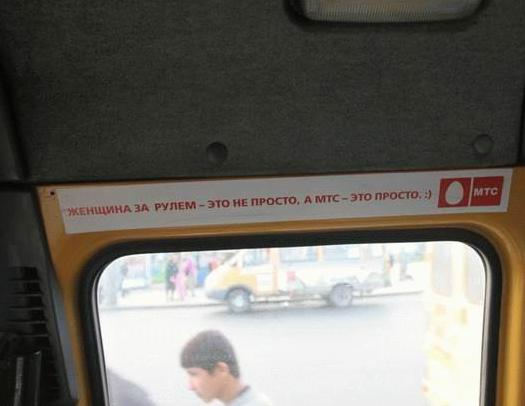 ЖЕНЩИНА ЗА РУЛЕМ – ЭТО НЕ ПРОСТО, А МТС – ЭТО ПРОСТО. :) МТС